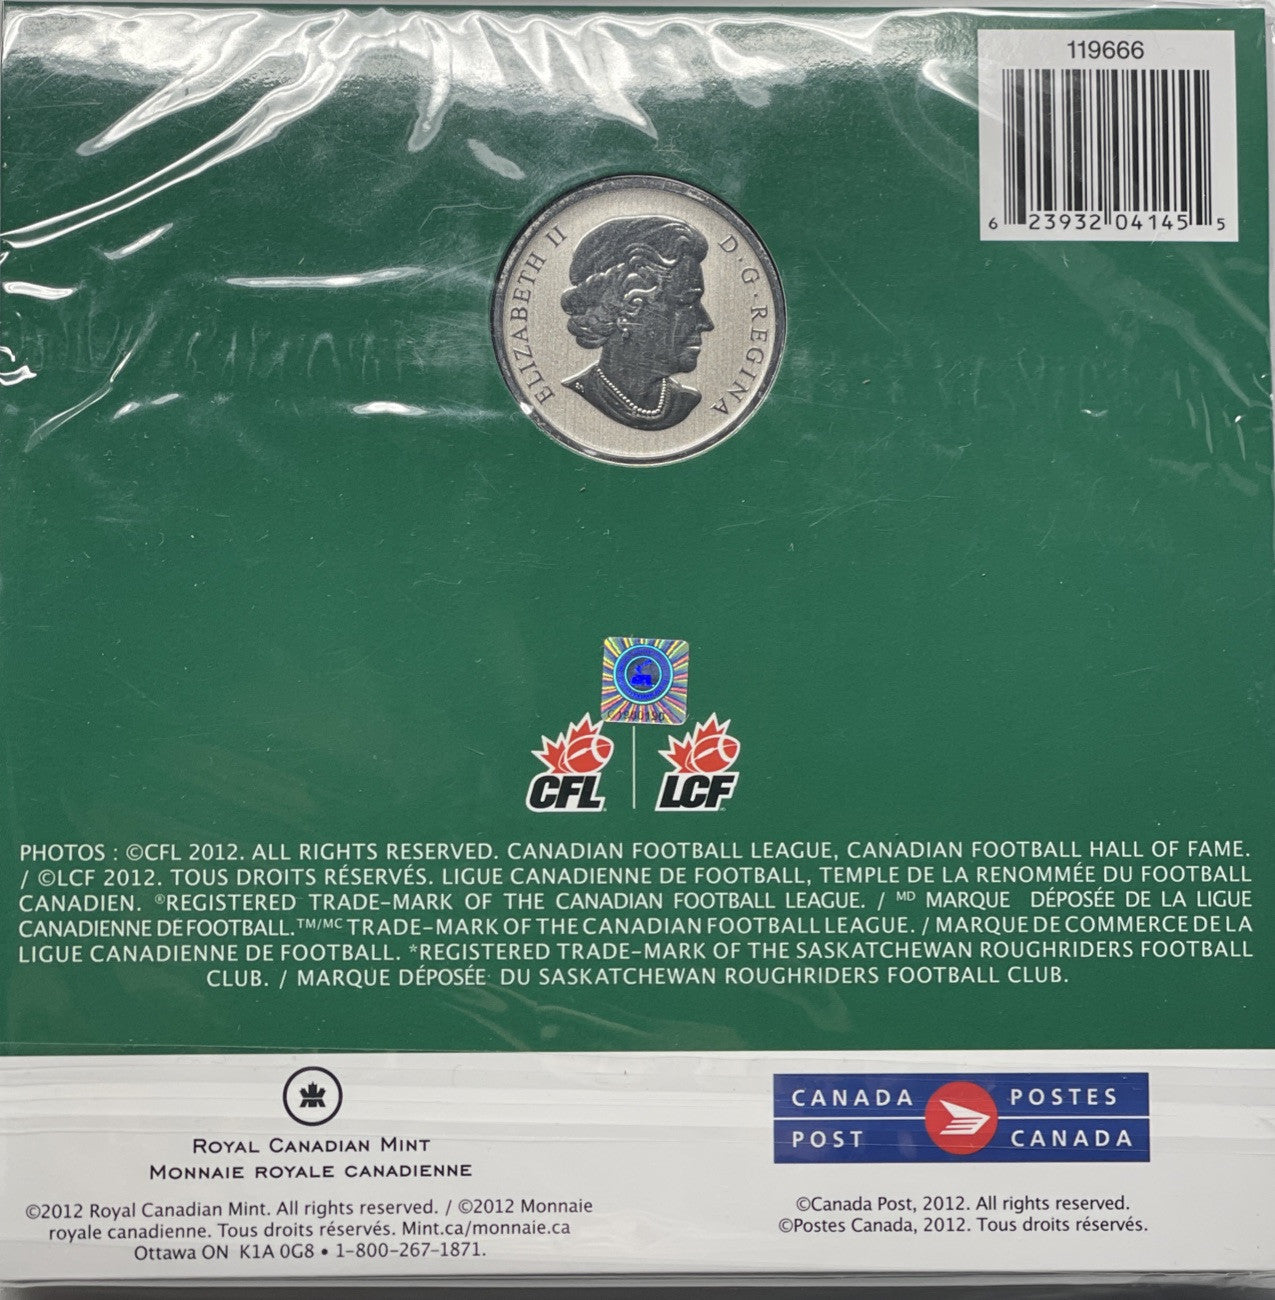 119666
6 23932 04145 5
ELIZABETH II D·G·REGINA
CFL LCF
PHOTOS : ©CFL 2012. ALL RIGHTS RESERVED. CANADIAN FOOTBALL LEAGUE, CANADIAN FOOTBALL HALL OF FAME.
/ ©LCF 2012. TOUS DROITS RÉSERVÉS. LIGUE CANADIENNE DE FOOTBALL, TEMPLE DE LA RENOMMÉE DU FOOTBALL
CANADIEN. ®REGISTERED TRADE-MARK OF THE CANADIAN FOOTBALL LEAGUE. / MD MARQUE DÉPOSÉE DE LA LIGUE
CANADIENNE DE FOOTBALL.TM/MC TRADE-MARK OF THE CANADIAN FOOTBALL LEAGUE. / MARQUE DE COMMERCE DE LA
LIGUE CANADIENNE DE FOOTBALL. *REGISTERED TRADE-MARK OF THE SASKATCHEWAN ROUGHRIDERS FOOTBALL
CLUB. / MARQUE DÉPOSÉE DU SASKATCHEWAN ROUGHRIDERS FOOTBALL CLUB.
ROYAL CANADIAN MINT
MONNAIE ROYALE CANADIENNE
©2012 Royal Canadian Mint. All rights reserved. / ©2012 Monnaie
royale canadienne. Tous droits réservés. Mint.ca/monnaie.ca
Ottawa ON K1A 0G8 • 1-800-267-1871.
CANADA POSTES
POST CANADA
©Canada Post, 2012. All rights reserved.
©Postes Canada, 2012. Tous droits réservés.